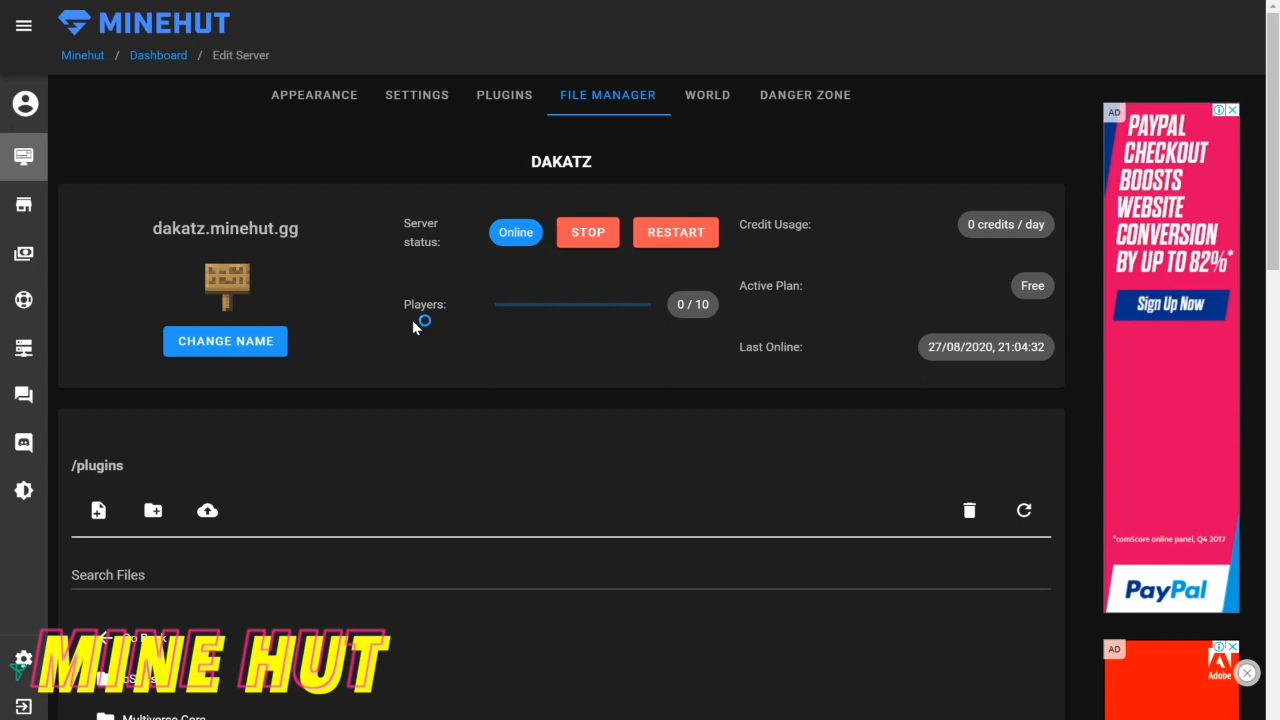 MINEHUT
Minehut / Dashboard / Edit Server
APPEARANCE SETTINGS PLUGINS FILE MANAGER WORLD DANGER ZONE
DAKATZ
dakatz.minehut.gg
CHANGE NAME
Server status:
Online
STOP
RESTART
Players:
0 / 10
Credit Usage:
0 credits / day
Active Plan:
Free
Last Online:
27/08/2020, 21:04:32
/plugins
Search Files
Go Back
Multiverse-Core
MINE HUT
AD
PAYPAL
CHECKOUT
BOOSTS
WEBSITE
CONVERSION
BY UP TO 82%*
Sign Up Now
*comScore online panel, Q4 2017
PayPal
AD
Adobe